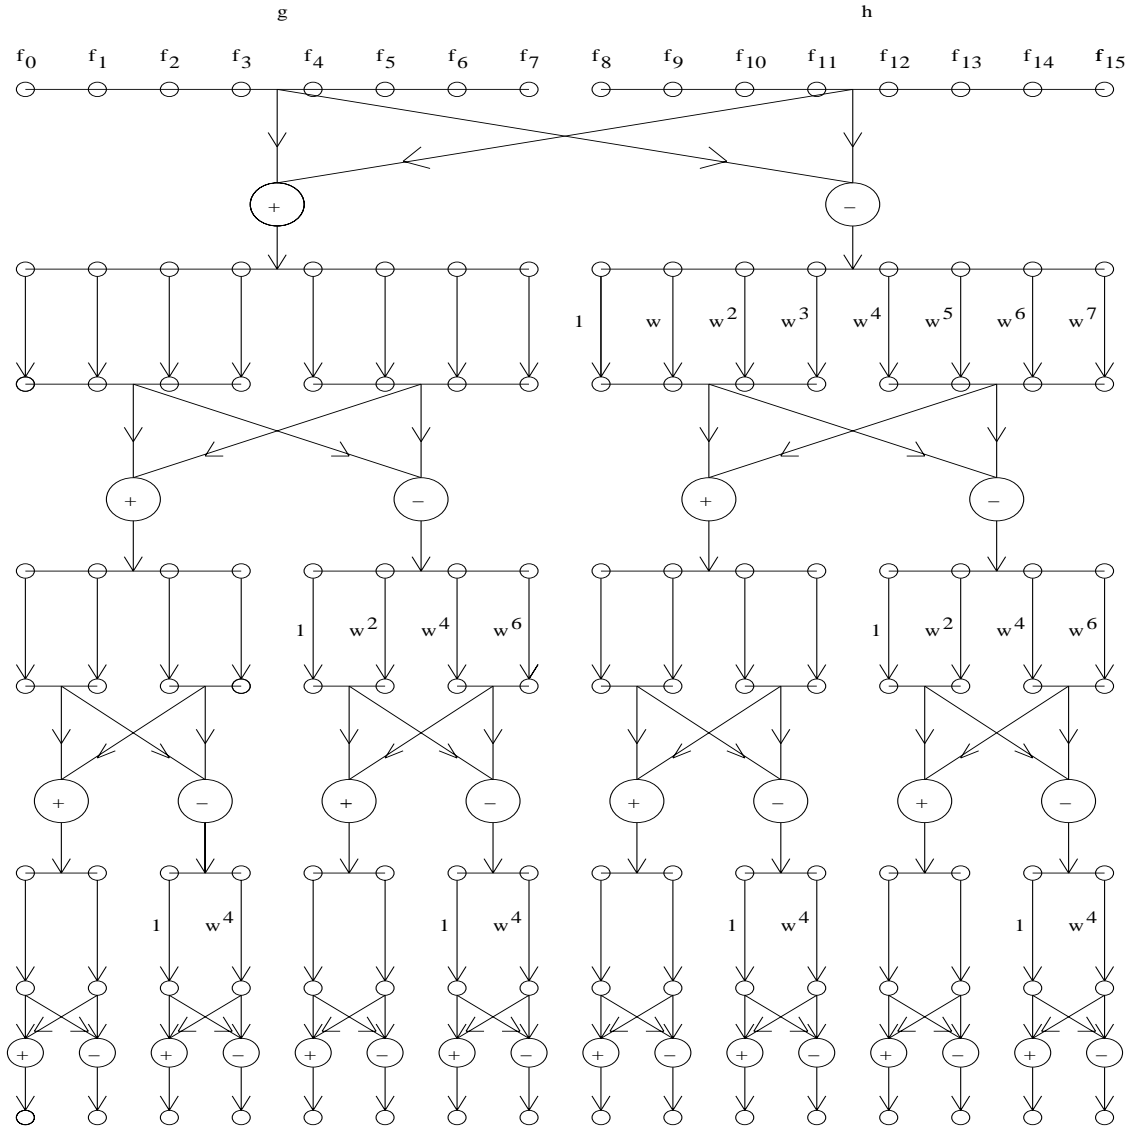 g h
f0 f1 f2 f3 f4 f5 f6 f7 f8 f9 f10 f11 f12 f13 f14 f15
+ −
1 w w2 w3 w4 w5 w6 w7
+ − + −
1 w2 w4 w6 1 w2 w4 w6
+ − + − + − + −
1 w4 1 w4 1 w4 1 w4
+ − + − + − + − + − + − + − + −